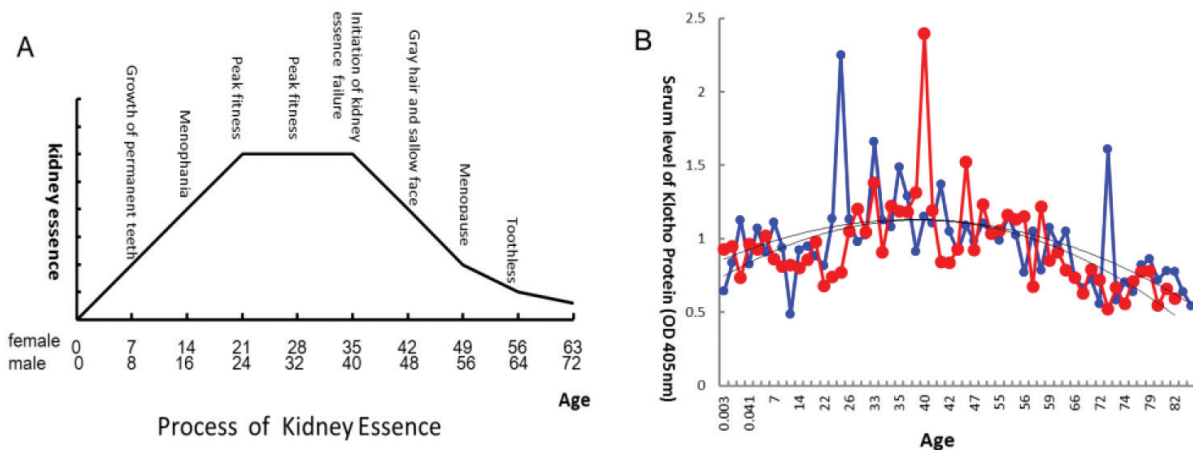 A
Growth of permanent teeth
Menophania
Peak fitness
Peak fitness
Initiation of kidney
essence failure
Gray hair and sallow face
Menopause
Toothless
kidney essence
female 0 7 14 21 28 35 42 49 56 63
male 0 8 16 24 32 40 48 56 64 72
Age
Process of Kidney Essence
B
Serum level of Klotho Protein (OD 405nm)
2.5
2
1.5
1
0.5
0
0.003 0.041 7 14 22 26 33 35 40 42 47 55 56 59 66 72 74 79 82
Age